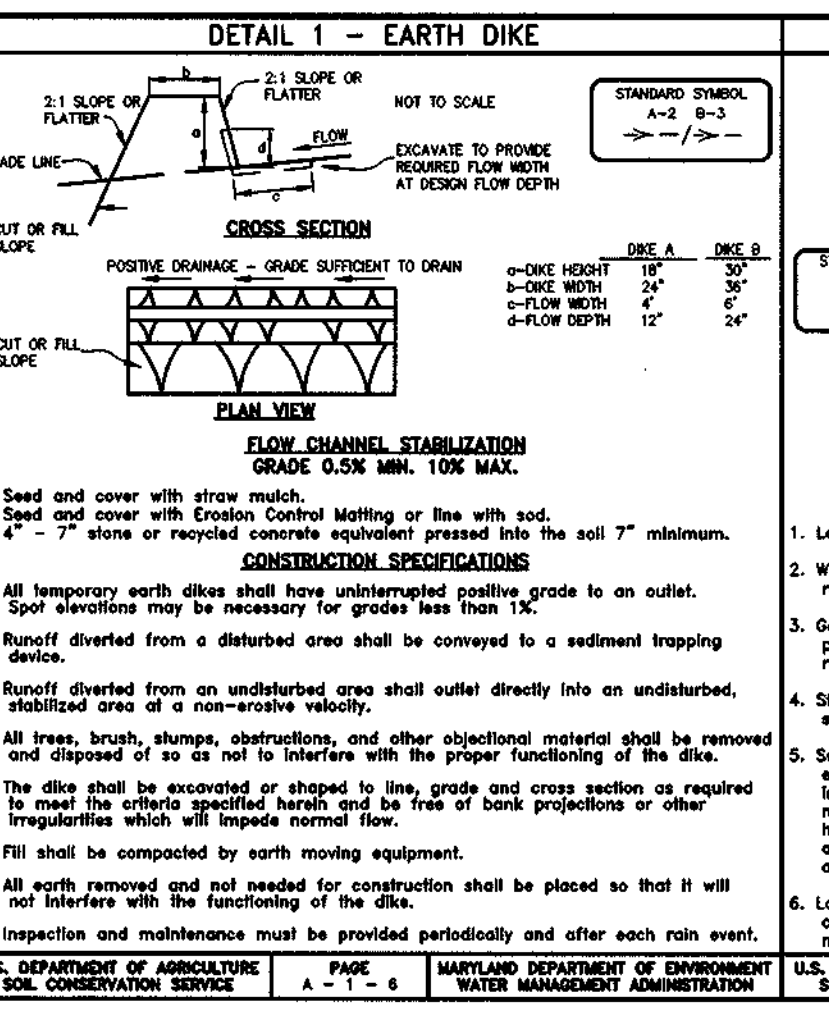 DETAIL 1 - EARTH DIKE
b
2:1 SLOPE OR
FLATTER
2:1 SLOPE OR
FLATTER
NOT TO SCALE
STANDARD SYMBOL
A-2 B-3
a
d
FLOW
ADE LINE
EXCAVATE TO PROVIDE
REQUIRED FLOW WIDTH
AT DESIGN FLOW DEPTH
c
CUT OR FILL
SLOPE
CROSS SECTION
POSITIVE DRAINAGE - GRADE SUFFICIENT TO DRAIN
DIKE A DIKE B
a-DIKE HEIGHT 18" 30"
b-DIKE WIDTH 24" 36"
c-FLOW WIDTH 4' 6'
d-FLOW DEPTH 12" 24"
CUT OR FILL
SLOPE
PLAN VIEW
FLOW CHANNEL STABILIZATION
GRADE 0.5% MIN. 10% MAX.
Seed and cover with straw mulch.
Seed and cover with Erosion Control Matting or line with sod.
4" - 7" stone or recycled concrete equivalent pressed into the soil 7" minimum.
CONSTRUCTION SPECIFICATIONS
All temporary earth dikes shall have uninterrupted positive grade to an outlet.
Spot elevations may be necessary for grades less than 1%.
Runoff diverted from a disturbed area shall be conveyed to a sediment trapping
device.
Runoff diverted from an undisturbed area shall outlet directly into an undisturbed,
stabilized area at a non-erosive velocity.
All trees, brush, stumps, obstructions, and other objectional material shall be removed
and disposed of so as not to interfere with the proper functioning of the dike.
The dike shall be excavated or shaped to line, grade and cross section as required
to meet the criteria specified herein and be free of bank projections or other
irregularities which will impede normal flow.
Fill shall be compacted by earth moving equipment.
All earth removed and not needed for construction shall be placed so that it will
not interfere with the functioning of the dike.
Inspection and maintenance must be provided periodically and after each rain event.
S. DEPARTMENT OF AGRICULTURE
SOIL CONSERVATION SERVICE
PAGE
A - 1 - 6
MARYLAND DEPARTMENT OF ENVIRONMENT
WATER MANAGEMENT ADMINISTRATION
1.
2.
3.
4.
5.
6.
U.S.